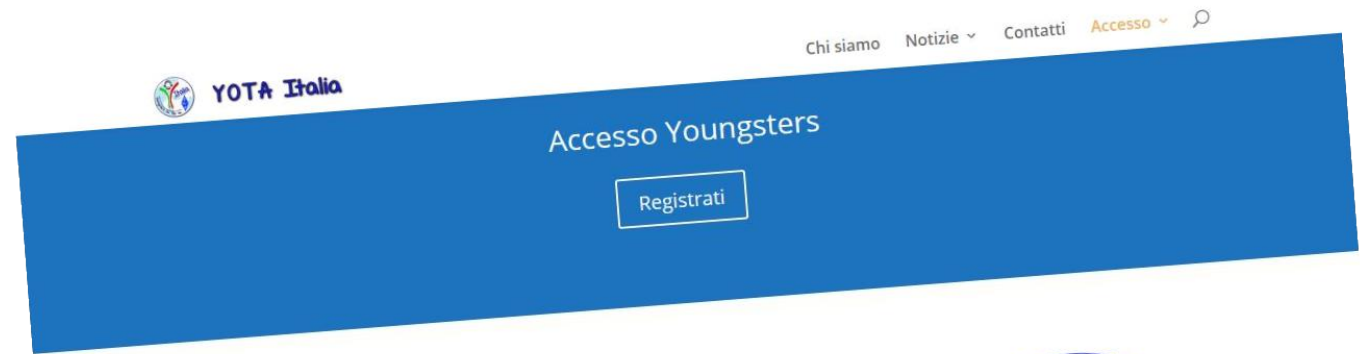 Chi siamo Notizie Contatti Accesso
YOTA Italia
Accesso Youngsters
Registrati